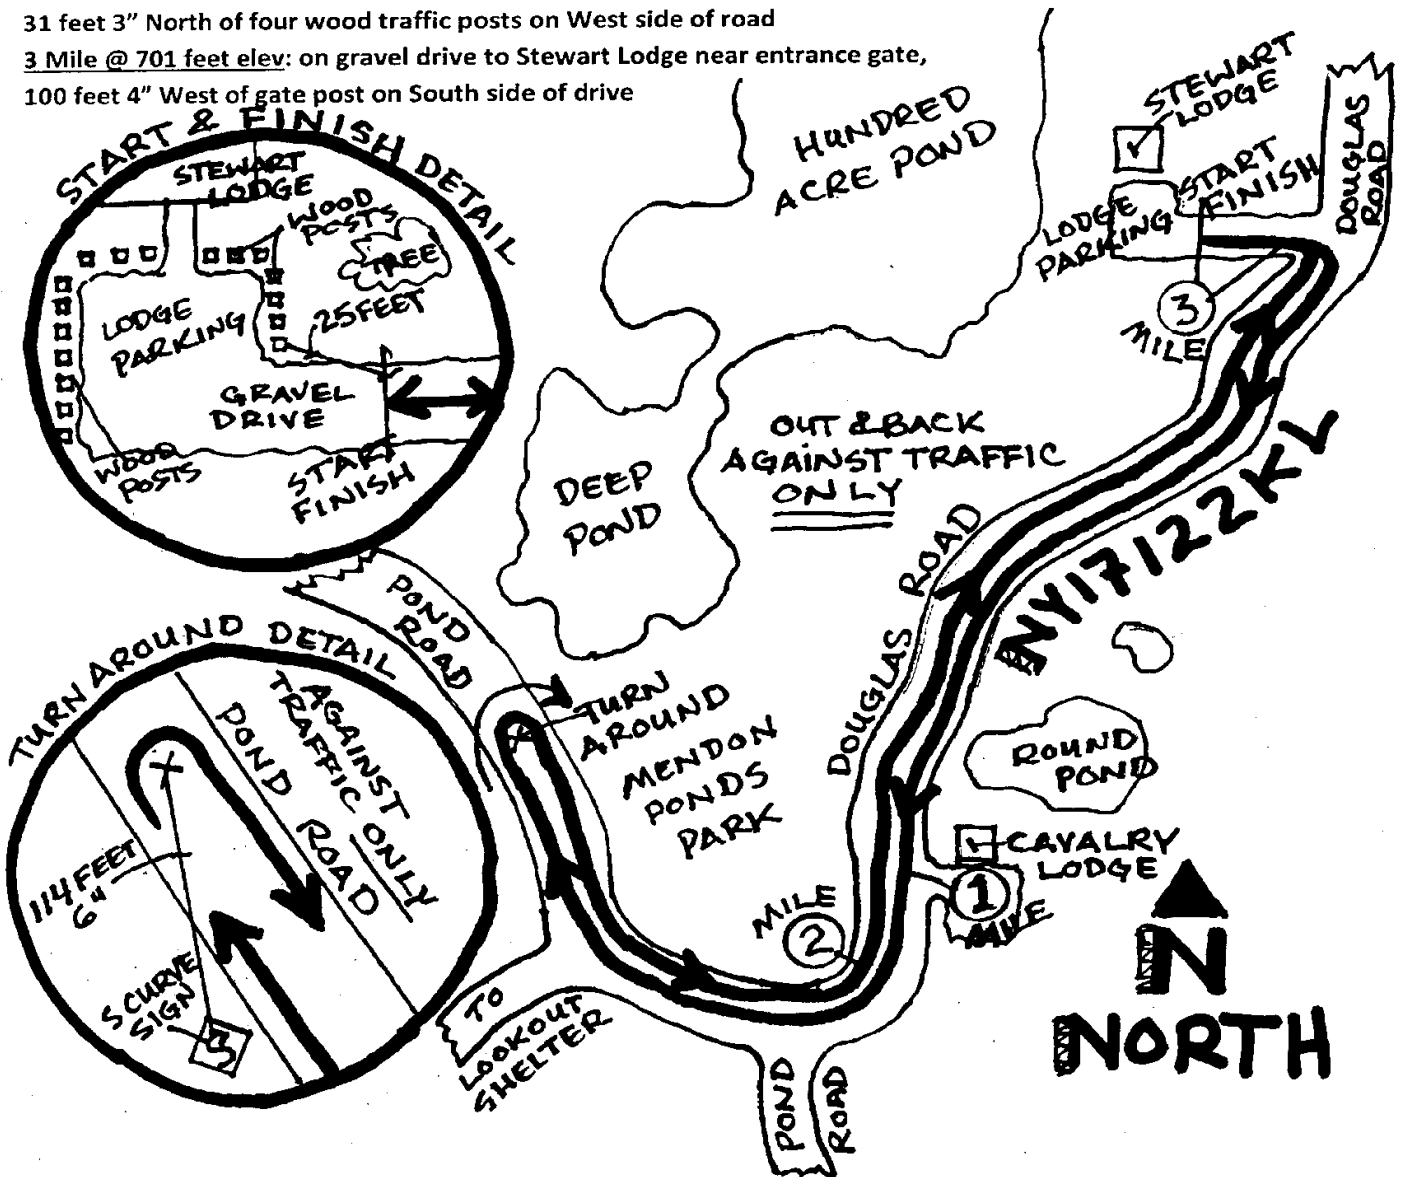 31 feet 3” North of four wood traffic posts on West side of road
3 Mile @ 701 feet elev: on gravel drive to Stewart Lodge near entrance gate,
100 feet 4” West of gate post on South side of drive
START & FINISH DETAIL
STEWART
LODGE
WOOD
POSTS
TREE
LODGE
PARKING
25 FEET
GRAVEL
DRIVE
WOOD
POSTS
START
FINISH
HUNDRED
ACRE POND
STEWART
LODGE
START
FINISH
LODGE
PARKING
DOUGLAS
ROAD
3
MILE
OUT & BACK
AGAINST TRAFFIC
ONLY
DEEP
POND
DOUGLAS ROAD
NY17122KL
POND
ROAD
TURN
AROUND
MENDON
PONDS
PARK
ROUND
POND
CAVALRY
LODGE
1
MILE
MILE
2
TURN AROUND DETAIL
AGAINST
TRAFFIC ONLY
POND ROAD
114 FEET
6"
S CURVE
SIGN
S
TO
LOOKOUT
SHELTER
POND
ROAD
N
NORTH